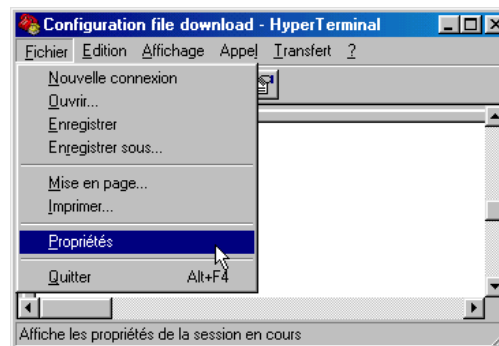 Configuration file download - HyperTerminal
Fichier Edition Affichage Appel Transfert ?
Nouvelle connexion
Ouvrir...
Enregistrer
Enregistrer sous...
Mise en page...
Imprimer...
Propriétés
Quitter Alt+F4
Affiche les propriétés de la session en cours